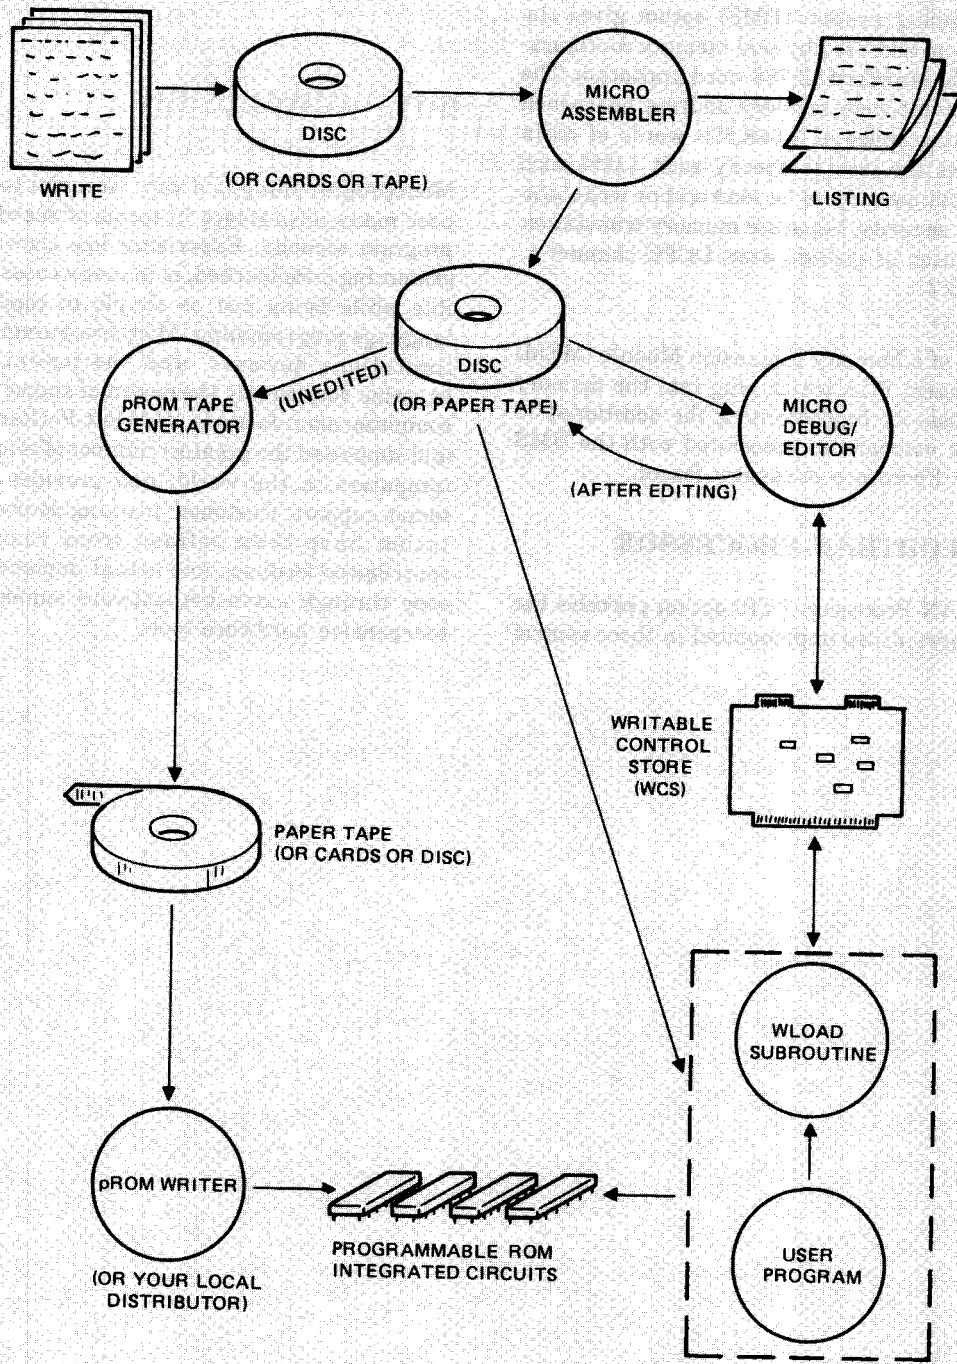 WRITE
DISC
(OR CARDS OR TAPE)
MICRO
ASSEMBLER
LISTING
DISC
(OR PAPER TAPE)
(UNEDITED)
pROM TAPE
GENERATOR
MICRO
DEBUG/
EDITOR
(AFTER EDITING)
WRITABLE
CONTROL
STORE
(WCS)
PAPER TAPE
(OR CARDS OR DISC)
WLOAD
SUBROUTINE
pROM WRITER
(OR YOUR LOCAL
DISTRIBUTOR)
PROGRAMMABLE ROM
INTEGRATED CIRCUITS
USER
PROGRAM